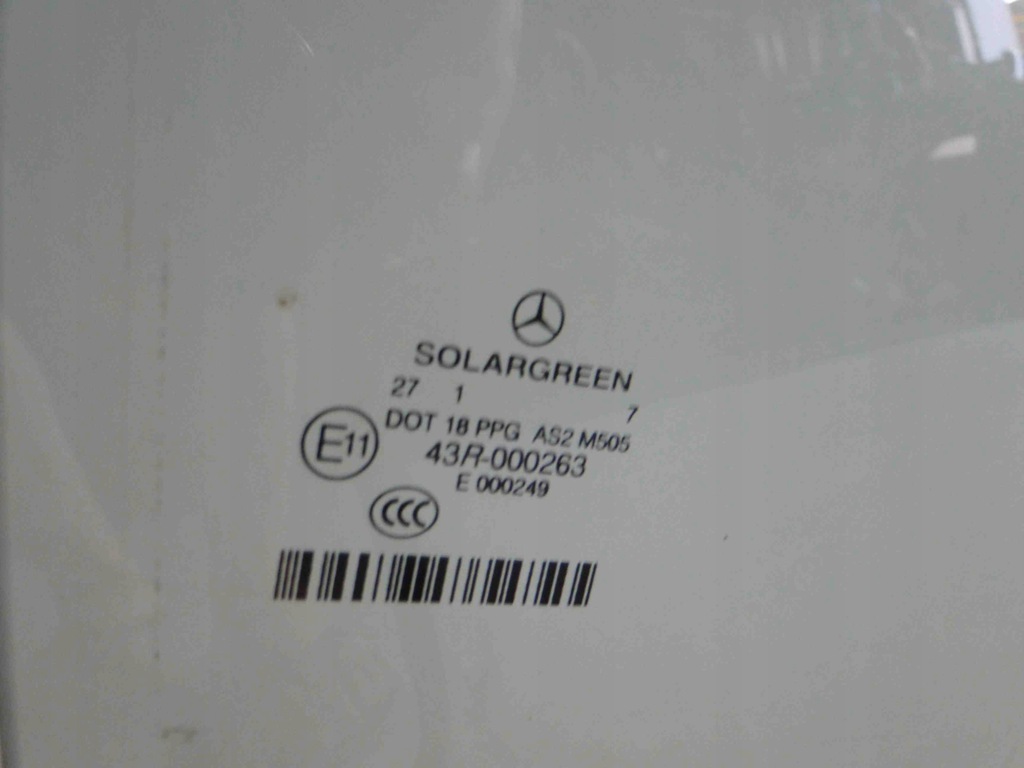 SOLARGREEN
27 1 7
DOT 18 PPG AS2 M505
E11
43R-000263
E 000249
CCC